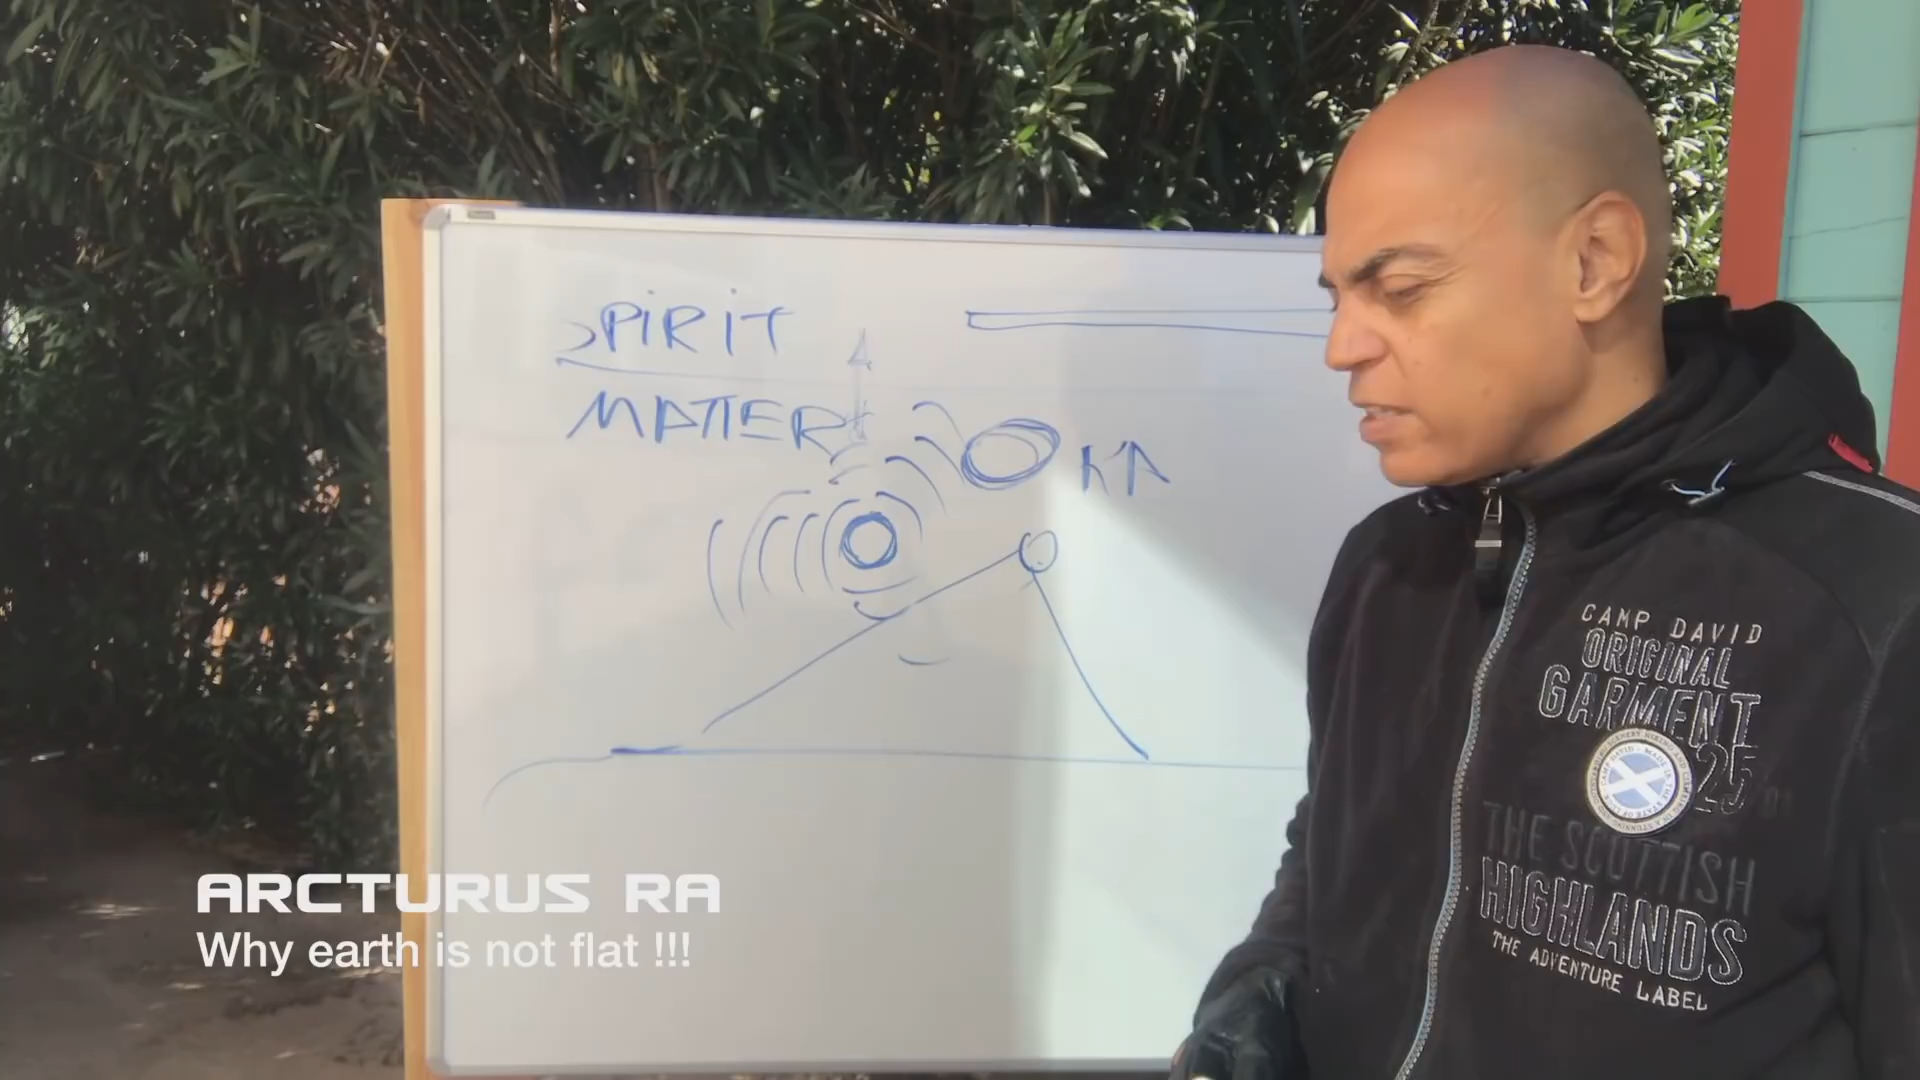 SPIRIT
MATTER
KA
CAMP DAVID
ORIGINAL
GARMENT
25
THE SCOTTISH
HIGHLANDS
THE ADVENTURE LABEL
ARCTURUS RA
Why earth is not flat !!!